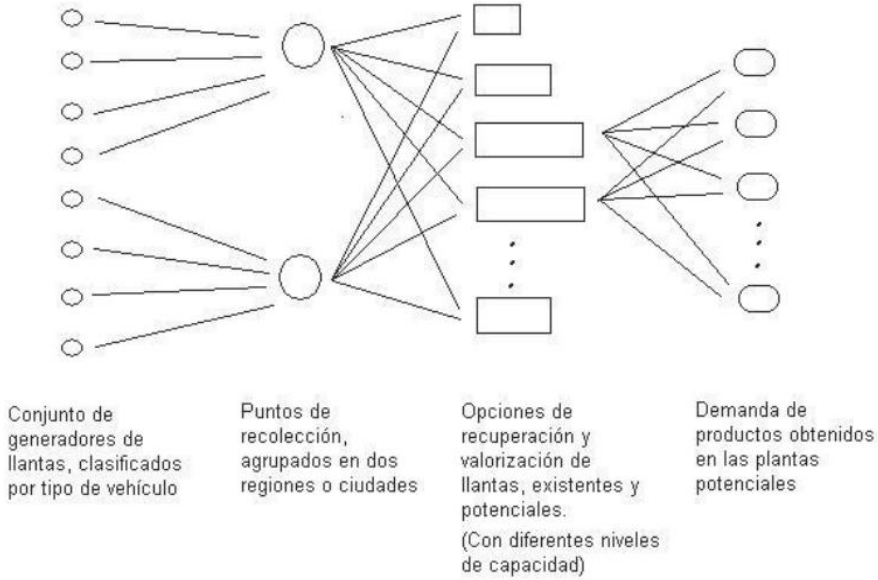 Conjunto de
generadores de
llantas, clasificados
por tipo de vehículo
Puntos de
recolección,
agrupados en dos
regiones o ciudades
Opciones de
recuperación y
valorización de
llantas, existentes y
potenciales.
(Con diferentes niveles
de capacidad)
Demanda de
productos obtenidos
en las plantas
potenciales